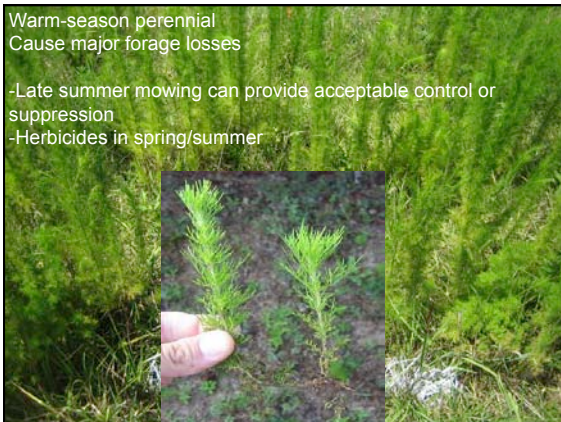 Warm-season perennial
Cause major forage losses
-Late summer mowing can provide acceptable control or
suppression
-Herbicides in spring/summer